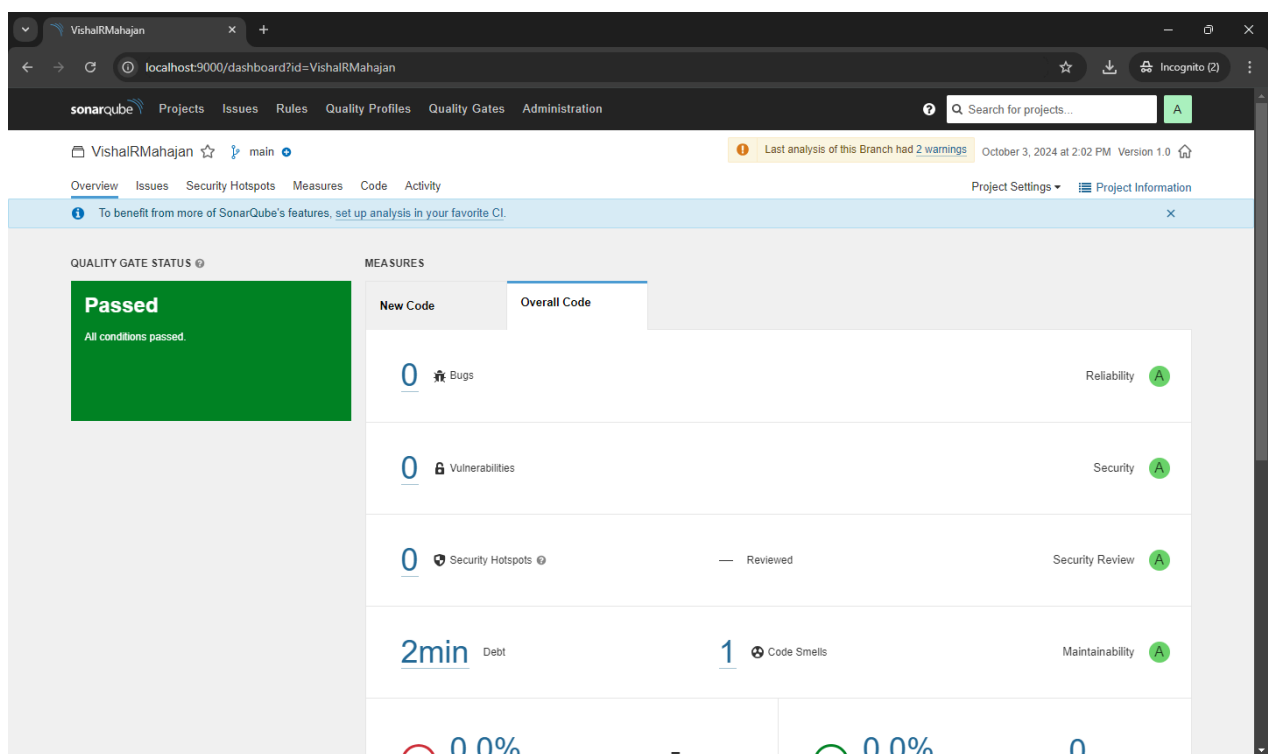 VishalRMahajan
localhost:9000/dashboard?id=VishalRMahajan
Incognito (2)
sonarqube Projects Issues Rules Quality Profiles Quality Gates Administration
Search for projects...
A
VishalRMahajan main
Last analysis of this Branch had 2 warnings October 3, 2024 at 2:02 PM Version 1.0
Overview Issues Security Hotspots Measures Code Activity
Project Settings Project Information
To benefit from more of SonarQube's features, set up analysis in your favorite CI.
QUALITY GATE STATUS
MEASURES
Passed
All conditions passed.
New Code
Overall Code
0 Bugs
Reliability A
0 Vulnerabilities
Security A
0 Security Hotspots
— Reviewed
Security Review A
2min Debt
1 Code Smells
Maintainability A
0.0%
0.0%
0